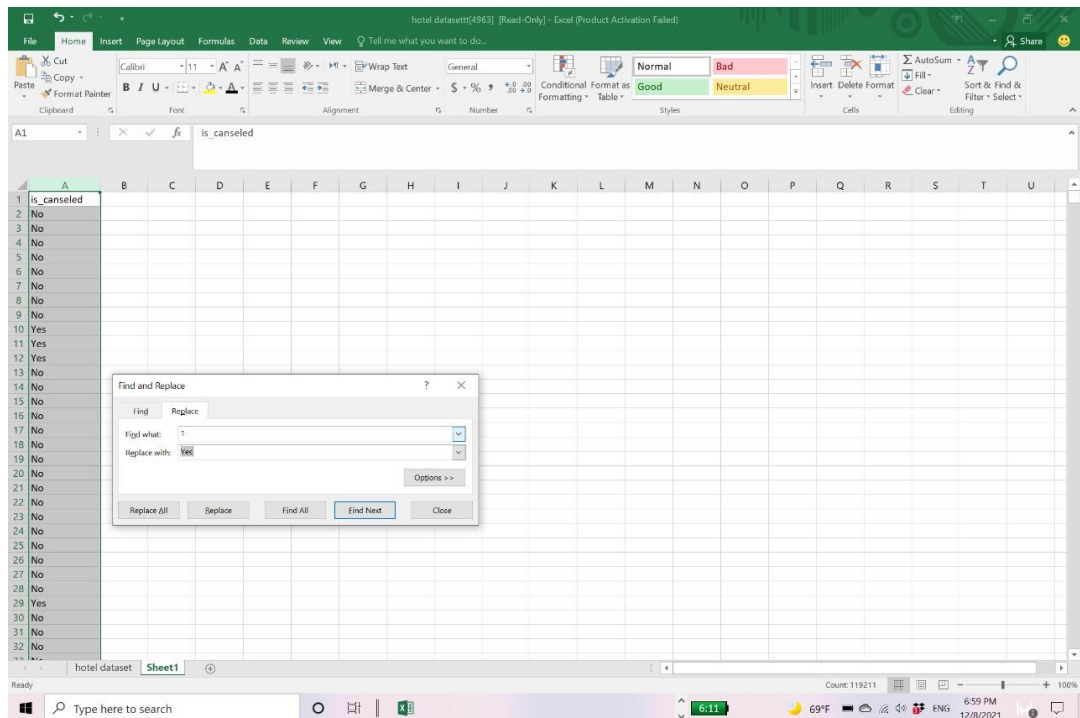 hotel datasettt[4963] [Read-Only] - Excel (Product Activation Failed)
File Home Insert Page Layout Formulas Data Review View Tell me what you want to do... Share
Paste Cut Copy Format Painter
Calibri 11 A A B I U A
Wrap Text Merge & Center
General $ % ,
Conditional Formatting Format as Table
Normal Bad
Good Neutral
Insert Delete Format
AutoSum Fill Clear
Sort & Filter Find & Select
Clipboard Font Alignment Number Styles Cells Editing
A1 fx is_canseled
A B C D E F G H I J K L M N O P Q R S T U
1 is_canseled
2 No
3 No
4 No
5 No
6 No
7 No
8 No
9 No
10 Yes
11 Yes
12 Yes
13 No
14 No
15 No
16 No
17 No
18 No
19 No
20 No
21 No
22 No
23 No
24 No
25 No
26 No
27 No
28 No
29 Yes
30 No
31 No
32 No
Find and Replace ?
Find Replace
Find what: 1
Replace with: Yes
Options >>
Replace All Replace Find All Find Next Close
hotel dataset Sheet1
Ready Count: 119211 100%
Type here to search 6:11 69°F ENG 6:59 PM
12/8/2021